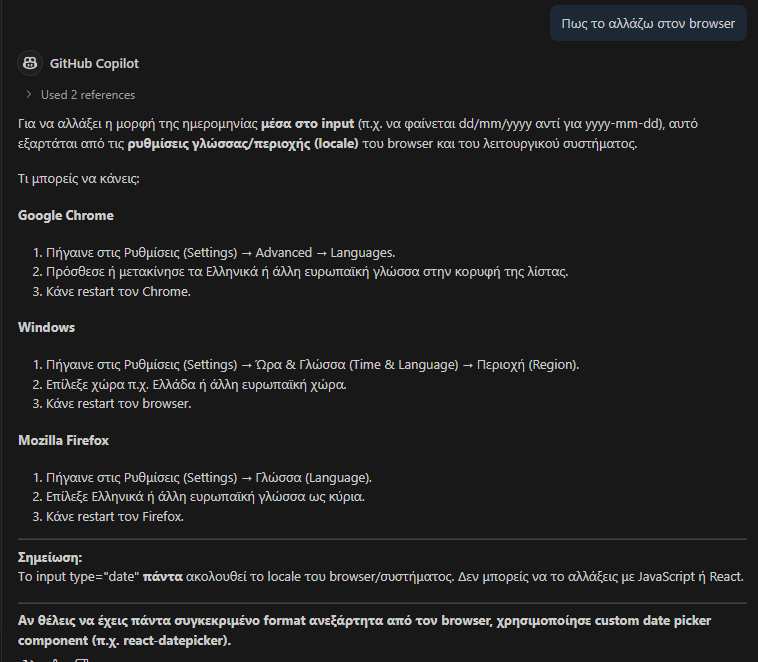 Πως το αλλάζω στον browser
GitHub Copilot
Used 2 references
Για να αλλάξει η μορφή της ημερομηνίας μέσα στο input (π.χ. να φαίνεται dd/mm/yyyy αντί για yyyy-mm-dd), αυτό
εξαρτάται από τις ρυθμίσεις γλώσσας/περιοχής (locale) του browser και του λειτουργικού συστήματος.
Τι μπορείς να κάνεις:
Google Chrome
1. Πήγαινε στις Ρυθμίσεις (Settings) → Advanced → Languages.
2. Πρόσθεσε ή μετακίνησε τα Ελληνικά ή άλλη ευρωπαϊκή γλώσσα στην κορυφή της λίστας.
3. Κάνε restart τον Chrome.
Windows
1. Πήγαινε στις Ρυθμίσεις (Settings) → Ώρα & Γλώσσα (Time & Language) → Περιοχή (Region).
2. Επίλεξε χώρα π.χ. Ελλάδα ή άλλη ευρωπαϊκή χώρα.
3. Κάνε restart τον browser.
Mozilla Firefox
1. Πήγαινε στις Ρυθμίσεις (Settings) → Γλώσσα (Language).
2. Επίλεξε Ελληνικά ή άλλη ευρωπαϊκή γλώσσα ως κύρια.
3. Κάνε restart τον Firefox.
Σημείωση:
Το input type="date" πάντα ακολουθεί το locale του browser/συστήματος. Δεν μπορείς να το αλλάξεις με JavaScript ή React.
Αν θέλεις να έχεις πάντα συγκεκριμένο format ανεξάρτητα από τον browser, χρησιμοποίησε custom date picker
component (π.χ. react-datepicker).